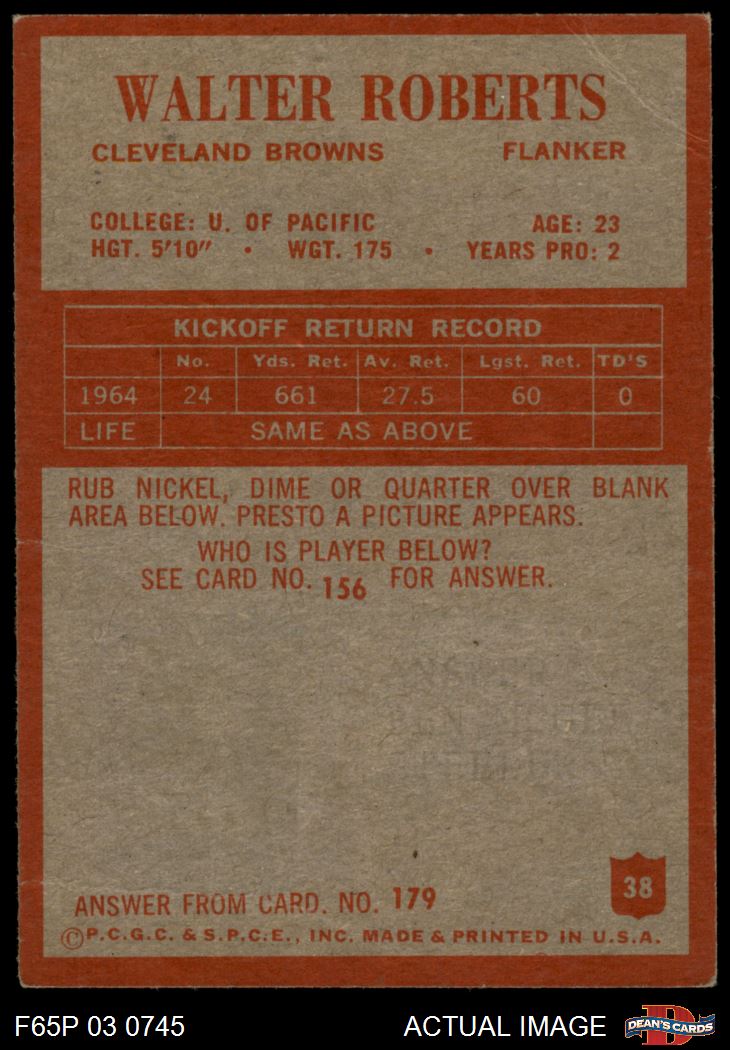 WALTER ROBERTS
CLEVELAND BROWNS FLANKER
COLLEGE: U. OF PACIFIC AGE: 23
HGT. 5'10" • WGT. 175 • YEARS PRO: 2
KICKOFF RETURN RECORD
No. Yds. Ret. Av. Ret. Lgst. Ret. TD'S
1964 24 661 27.5 60 0
LIFE SAME AS ABOVE
RUB NICKEL, DIME OR QUARTER OVER BLANK
AREA BELOW. PRESTO A PICTURE APPEARS.
WHO IS PLAYER BELOW?
SEE CARD NO. 156 FOR ANSWER.
38
ANSWER FROM CARD. NO. 179
©P.C.G.C. & S.P.C.E., INC. MADE & PRINTED IN U.S.A.
F65P 03 0745 ACTUAL IMAGE D DEAN'S CARDS